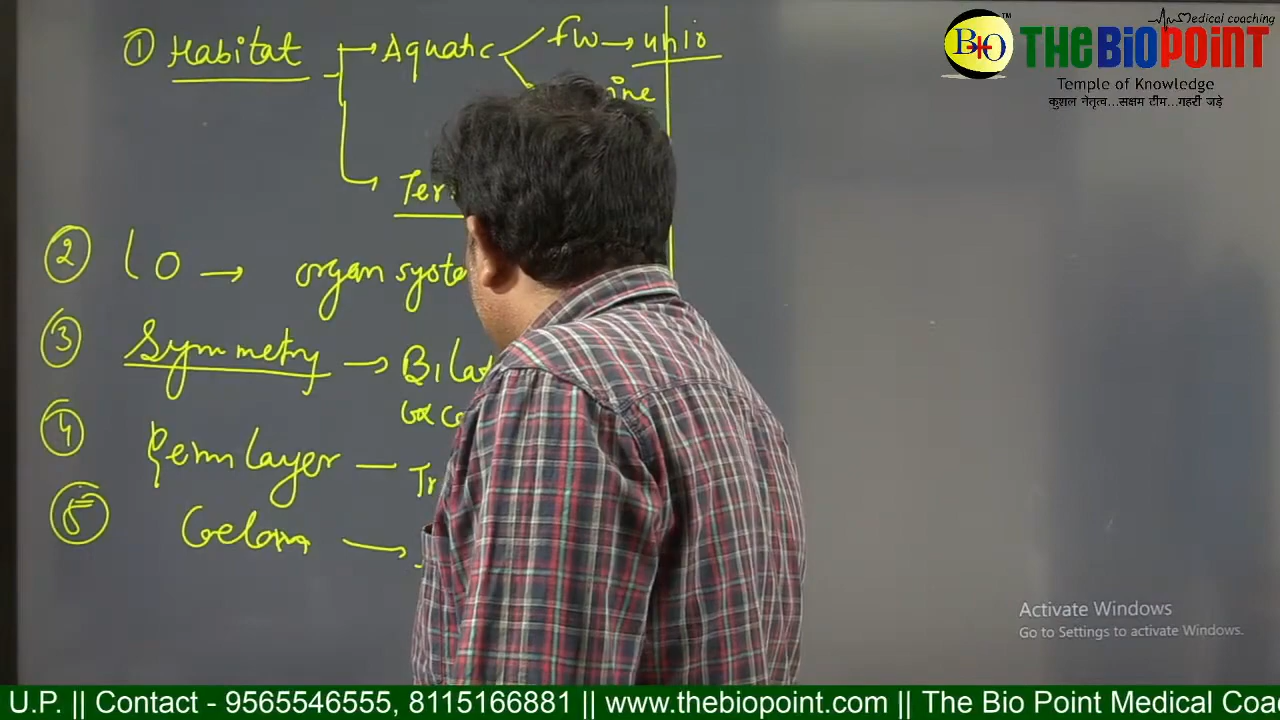 ① Habitat → Aquatic fw → unio
ine
Ter
② LO → organ syste
③ Symmetry → Bilat
④ Germ layer — Tr
⑤ Coelom →
Medical coaching
BIO THE BIO POINT ™
Temple of Knowledge
कुशल नेतृत्व...सक्षम टीम...गहरी जड़े
Activate Windows
Go to Settings to activate Windows.
U.P. || Contact - 9565546555, 8115166881 || www.thebiopoint.com || The Bio Point Medical Coa